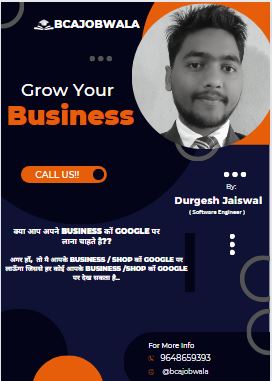 BCAJOBWALA
Grow Your
Business
CALL US!!
By:
Durgesh Jaiswal
( Software Engineer )
क्या आप अपने BUSINESS कों GOOGLE पर
लाना चाहते है??
अगर हाँ, तो मै आपके BUSINESS / SHOP कों GOOGLE पर
लाऊँगा जिससे हर कोई आपके BUSINESS /SHOP कों GOOGLE
पर देख सकता है..
For More Info
9648659393
@bcajobwala